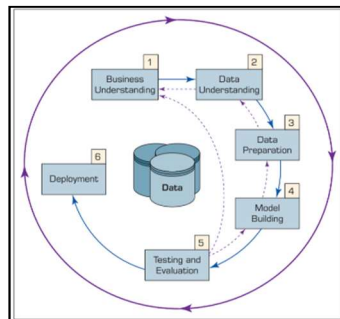 1
Business
Understanding
2
Data
Understanding
3
Data
Preparation
4
Model
Building
5
Testing and
Evaluation
6
Deployment
Data